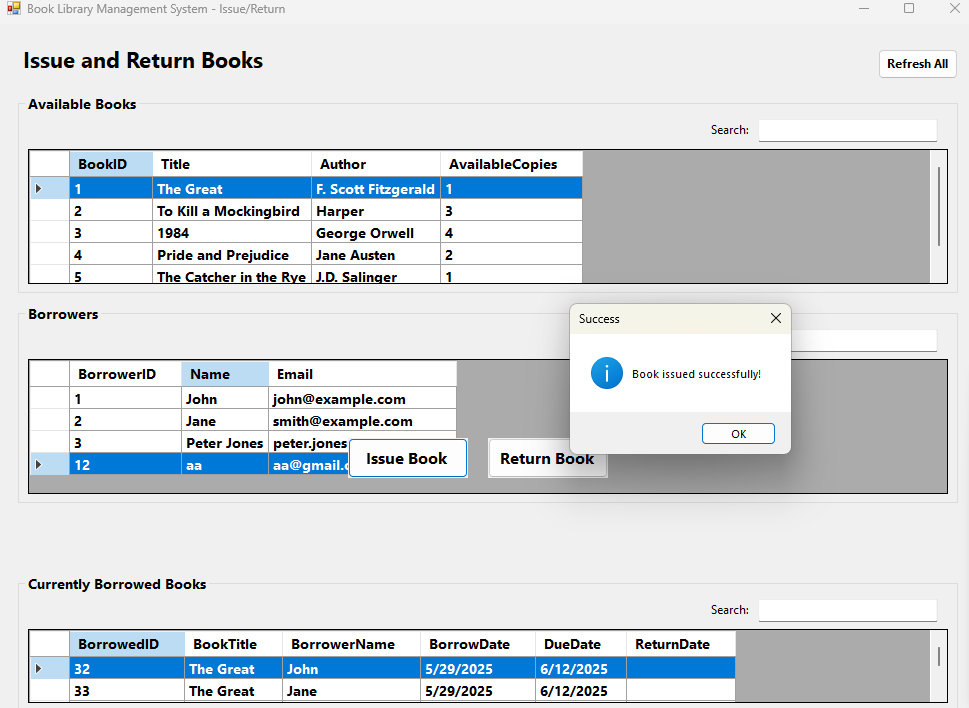 Book Library Management System - Issue/Return
Issue and Return Books
Refresh All
Available Books
Search:
BookID Title Author AvailableCopies
1 The Great F. Scott Fitzgerald 1
2 To Kill a Mockingbird Harper 3
3 1984 George Orwell 4
4 Pride and Prejudice Jane Austen 2
5 The Catcher in the Rye J.D. Salinger 1
Borrowers
BorrowerID Name Email
1 John john@example.com
2 Jane smith@example.com
3 Peter Jones peter.jones
12 aa aa@gmail.c
Issue Book
Return Book
Success
Book issued successfully!
OK
Currently Borrowed Books
Search:
BorrowedID BookTitle BorrowerName BorrowDate DueDate ReturnDate
32 The Great John 5/29/2025 6/12/2025
33 The Great Jane 5/29/2025 6/12/2025